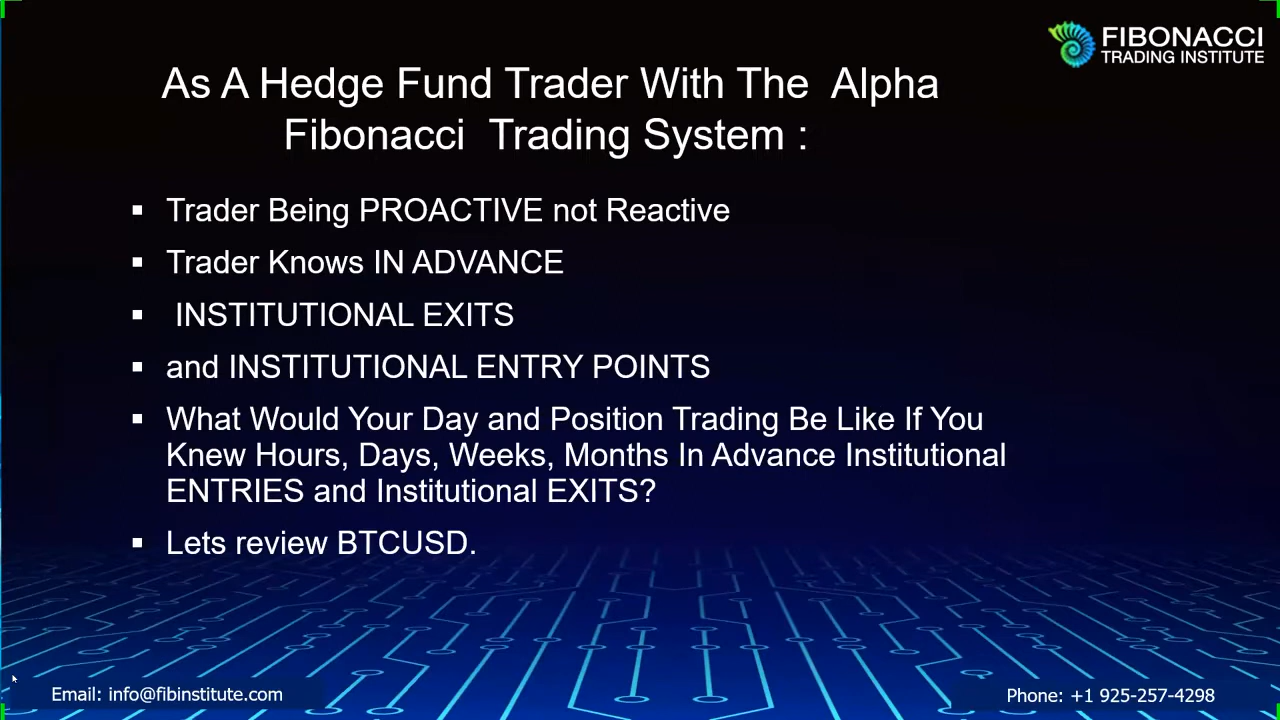 FIBONACCI
TRADING INSTITUTE
As A Hedge Fund Trader With The  Alpha
Fibonacci  Trading System :
▪ Trader Being PROACTIVE not Reactive
▪ Trader Knows IN ADVANCE
▪  INSTITUTIONAL EXITS
▪ and INSTITUTIONAL ENTRY POINTS
▪ What Would Your Day and Position Trading Be Like If You
Knew Hours, Days, Weeks, Months In Advance Institutional
ENTRIES and Institutional EXITS?
▪ Lets review BTCUSD.
Email: info@fibinstitute.com
Phone: +1 925-257-4298